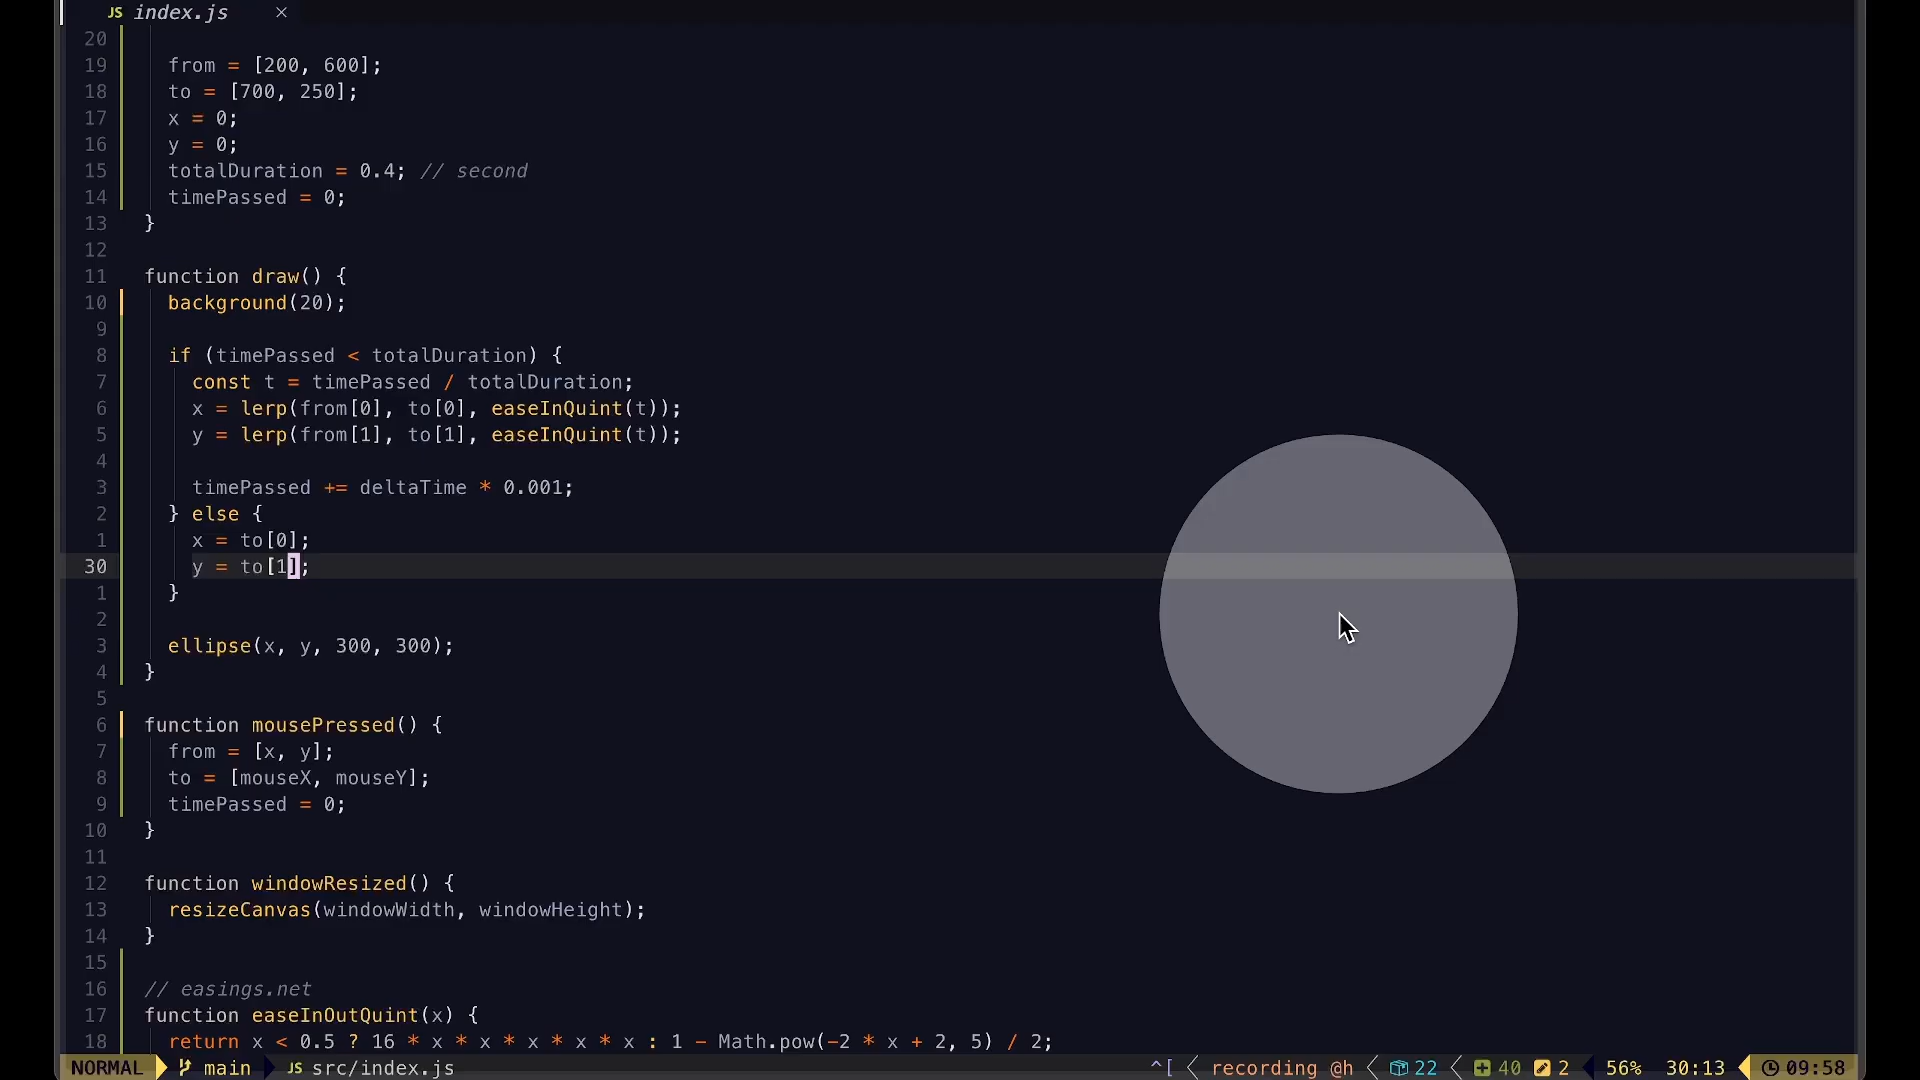 JS index.js ×
20
19 from = [200, 600];
18 to = [700, 250];
17 x = 0;
16 y = 0;
15 totalDuration = 0.4; // second
14 timePassed = 0;
13 }
12
11 function draw() {
10 background(20);
9
8 if (timePassed < totalDuration) {
7 const t = timePassed / totalDuration;
6 x = lerp(from[0], to[0], easeInQuint(t));
5 y = lerp(from[1], to[1], easeInQuint(t));
4
3 timePassed += deltaTime * 0.001;
2 } else {
1 x = to[0];
30 y = to[1];
1 }
2
3 ellipse(x, y, 300, 300);
4 }
5
6 function mousePressed() {
7 from = [x, y];
8 to = [mouseX, mouseY];
9 timePassed = 0;
10 }
11
12 function windowResized() {
13 resizeCanvas(windowWidth, windowHeight);
14 }
15
16 // easings.net
17 function easeInOutQuint(x) {
18 return x < 0.5 ? 16 * x * x * x * x * x : 1 - Math.pow(-2 * x + 2, 5) / 2;
NORMAL main JS src/index.js ^[ recording @h 22 40 2 56% 30:13 09:58